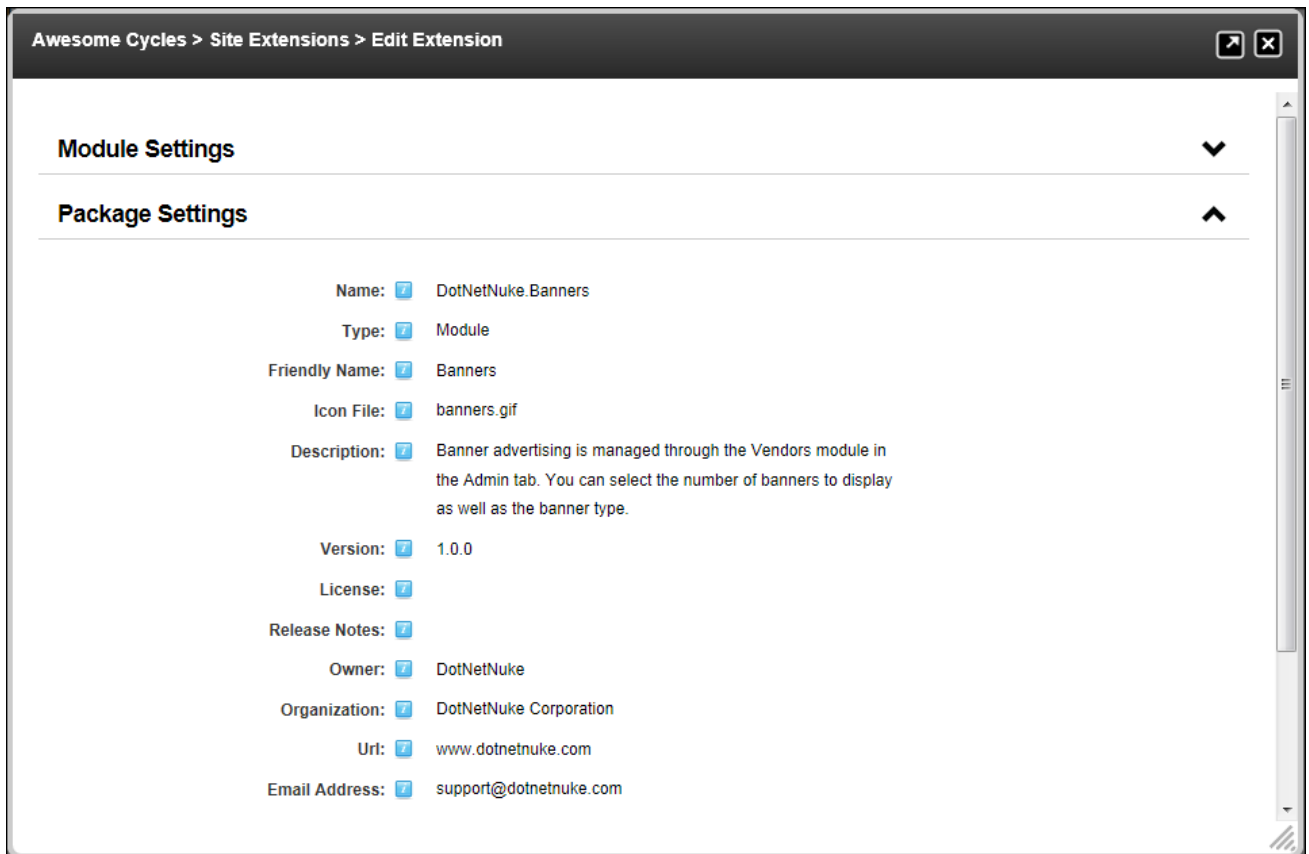 Awesome Cycles > Site Extensions > Edit Extension
Module Settings
Package Settings
Name: DotNetNuke.Banners
Type: Module
Friendly Name: Banners
Icon File: banners.gif
Description: Banner advertising is managed through the Vendors module in
the Admin tab. You can select the number of banners to display
as well as the banner type.
Version: 1.0.0
License:
Release Notes:
Owner: DotNetNuke
Organization: DotNetNuke Corporation
Url: www.dotnetnuke.com
Email Address: support@dotnetnuke.com